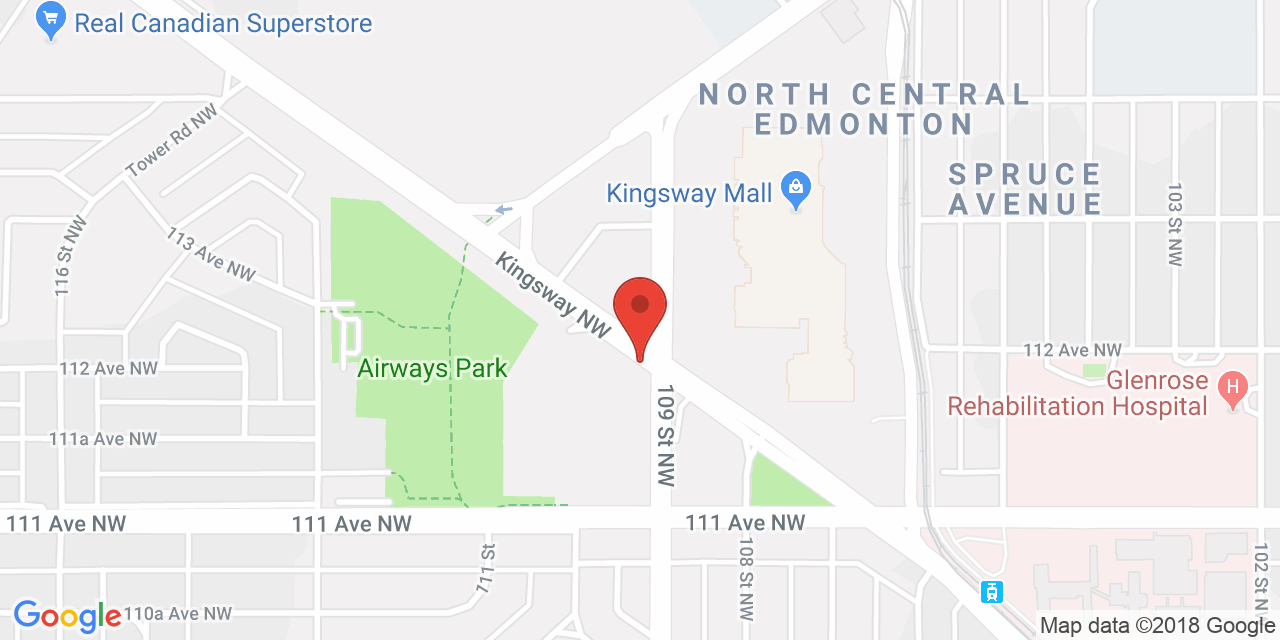 Real Canadian Superstore
NORTH CENTRAL
EDMONTON
Tower Rd NW
SPRUCE
AVENUE
Kingsway Mall
103 St NW
116 St NW
113 Ave NW
Kingsway NW
112 Ave NW
112 Ave NW
Airways Park
Glenrose
Rehabilitation Hospital
H
109 St NW
111a Ave NW
111 Ave NW
111 Ave NW
111 Ave NW
111 St
108 St NW
102 St NW
Google
110a Ave NW
Map data ©2018 Google